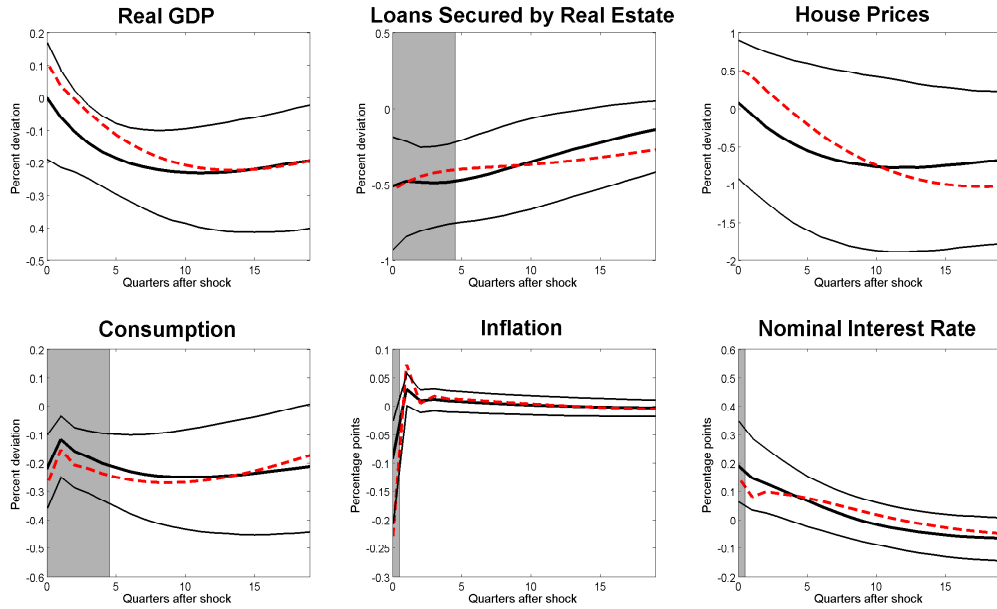 Real GDP
Percent deviation
0.2
0.1
0
-0.1
-0.2
-0.3
0.4
-0.5
0 5 10 15
Quarters after shock
Loans Secured by Real Estate
Percent deviation
0.5
0
-0.5
-1
0 5 10 15
Quarters after shock
House Prices
Percent deviation
1
0.5
0
-0.5
-1
-1.5
-2
0 5 10 15
Quarters after shock
Consumption
Percent deviation
0.2
0.1
0
-0.1
-0.2
-0.3
-0.4
-0.5
-0.6
0 5 10 15
Quarters after shock
Inflation
Percentage points
0.1
0.05
0
-0.05
-0.1
-0.15
-0.2
-0.25
-0.3
0 5 10 15
Quarters after shock
Nominal Interest Rate
Percentage points
0.6
0.5
0.4
0.3
0.2
0.1
0
-0.1
-0.2
0 5 10 15
Quarters after shock